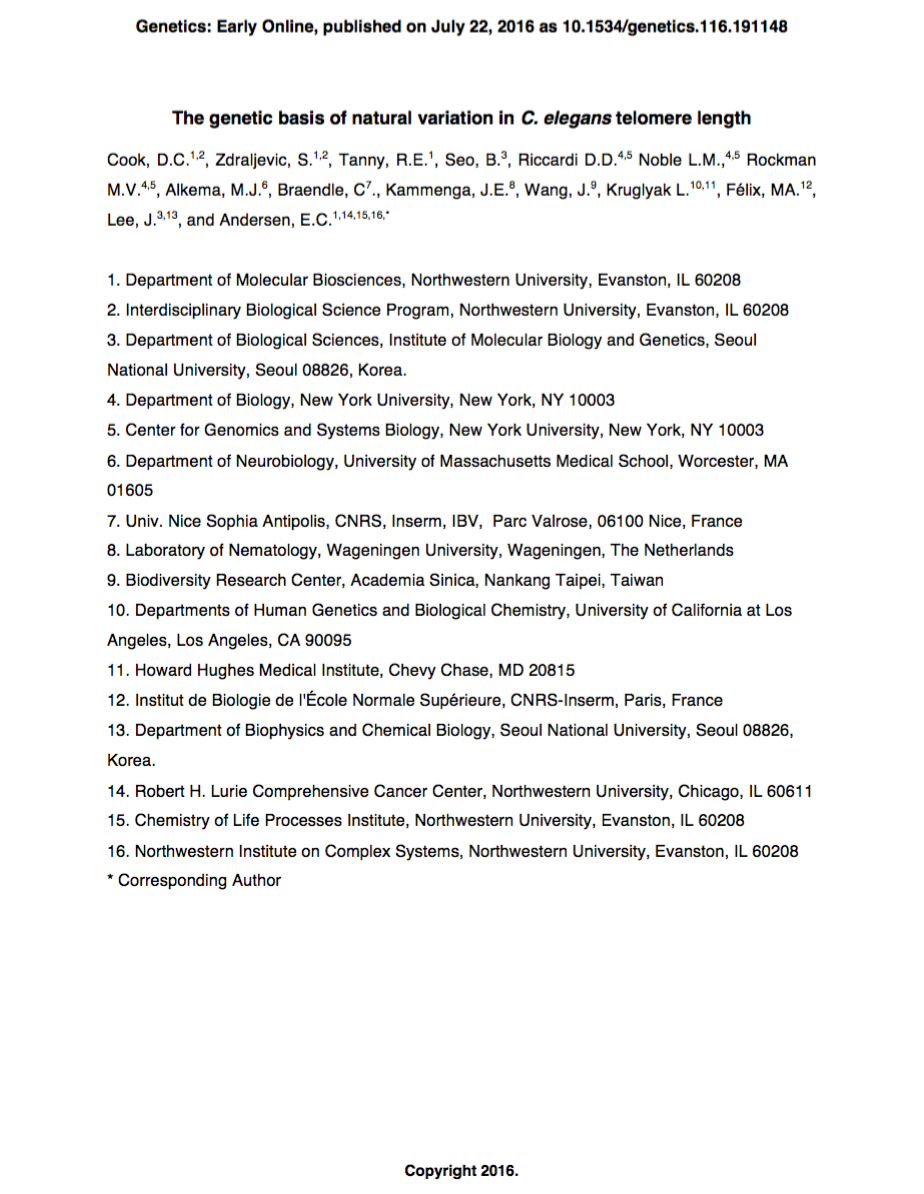 Genetics: Early Online, published on July 22, 2016 as 10.1534/genetics.116.191148
The genetic basis of natural variation in C. elegans telomere length
Cook, D.C.1,2, Zdraljevic, S.1,2, Tanny, R.E.1, Seo, B.3, Riccardi D.D.4,5 Noble L.M.,4,5 Rockman
M.V.4,5, Alkema, M.J.6, Braendle, C7., Kammenga, J.E.8, Wang, J.9, Kruglyak L.10,11, Félix, MA.12,
Lee, J.3,13, and Andersen, E.C.1,14,15,16,*
1. Department of Molecular Biosciences, Northwestern University, Evanston, IL 60208
2. Interdisciplinary Biological Science Program, Northwestern University, Evanston, IL 60208
3. Department of Biological Sciences, Institute of Molecular Biology and Genetics, Seoul
National University, Seoul 08826, Korea.
4. Department of Biology, New York University, New York, NY 10003
5. Center for Genomics and Systems Biology, New York University, New York, NY 10003
6. Department of Neurobiology, University of Massachusetts Medical School, Worcester, MA
01605
7. Univ. Nice Sophia Antipolis, CNRS, Inserm, IBV,  Parc Valrose, 06100 Nice, France
8. Laboratory of Nematology, Wageningen University, Wageningen, The Netherlands
9. Biodiversity Research Center, Academia Sinica, Nankang Taipei, Taiwan
10. Departments of Human Genetics and Biological Chemistry, University of California at Los
Angeles, Los Angeles, CA 90095
11. Howard Hughes Medical Institute, Chevy Chase, MD 20815
12. Institut de Biologie de l'École Normale Supérieure, CNRS-Inserm, Paris, France
13. Department of Biophysics and Chemical Biology, Seoul National University, Seoul 08826,
Korea.
14. Robert H. Lurie Comprehensive Cancer Center, Northwestern University, Chicago, IL 60611
15. Chemistry of Life Processes Institute, Northwestern University, Evanston, IL 60208
16. Northwestern Institute on Complex Systems, Northwestern University, Evanston, IL 60208
* Corresponding Author
Copyright 2016.